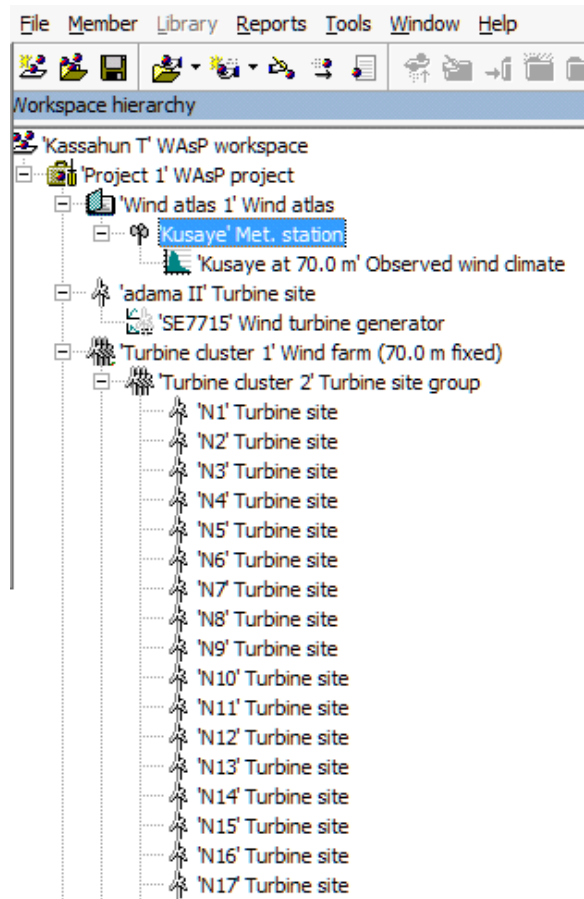 File Member Library Reports Tools Window Help
Workspace hierarchy
'Kassahun T' WAsP workspace
'Project 1' WAsP project
'Wind atlas 1' Wind atlas
'Kusaye' Met. station
'Kusaye at 70.0 m' Observed wind climate
'adama II' Turbine site
'SE7715' Wind turbine generator
'Turbine cluster 1' Wind farm (70.0 m fixed)
'Turbine cluster 2' Turbine site group
'N1' Turbine site
'N2' Turbine site
'N3' Turbine site
'N4' Turbine site
'N5' Turbine site
'N6' Turbine site
'N7' Turbine site
'N8' Turbine site
'N9' Turbine site
'N10' Turbine site
'N11' Turbine site
'N12' Turbine site
'N13' Turbine site
'N14' Turbine site
'N15' Turbine site
'N16' Turbine site
'N17' Turbine site